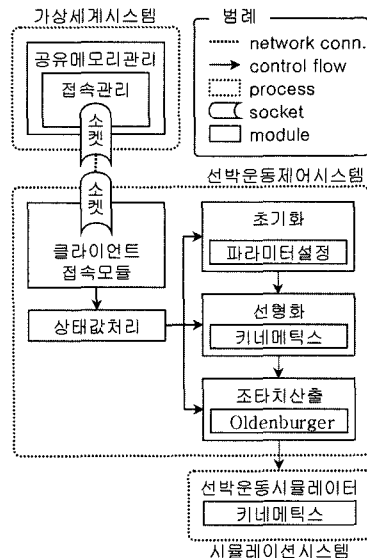 가상세계시스템
공유메모리관리
접속관리
소켓
소켓
범례
network conn.
control flow
process
socket
module
선박운동제어시스템
클라이언트
접속모듈
상태값처리
초기화
파라미터설정
선형화
키네메틱스
조타치산출
Oldenburger
선박운동시뮬레이터
키네메틱스
시뮬레이션시스템